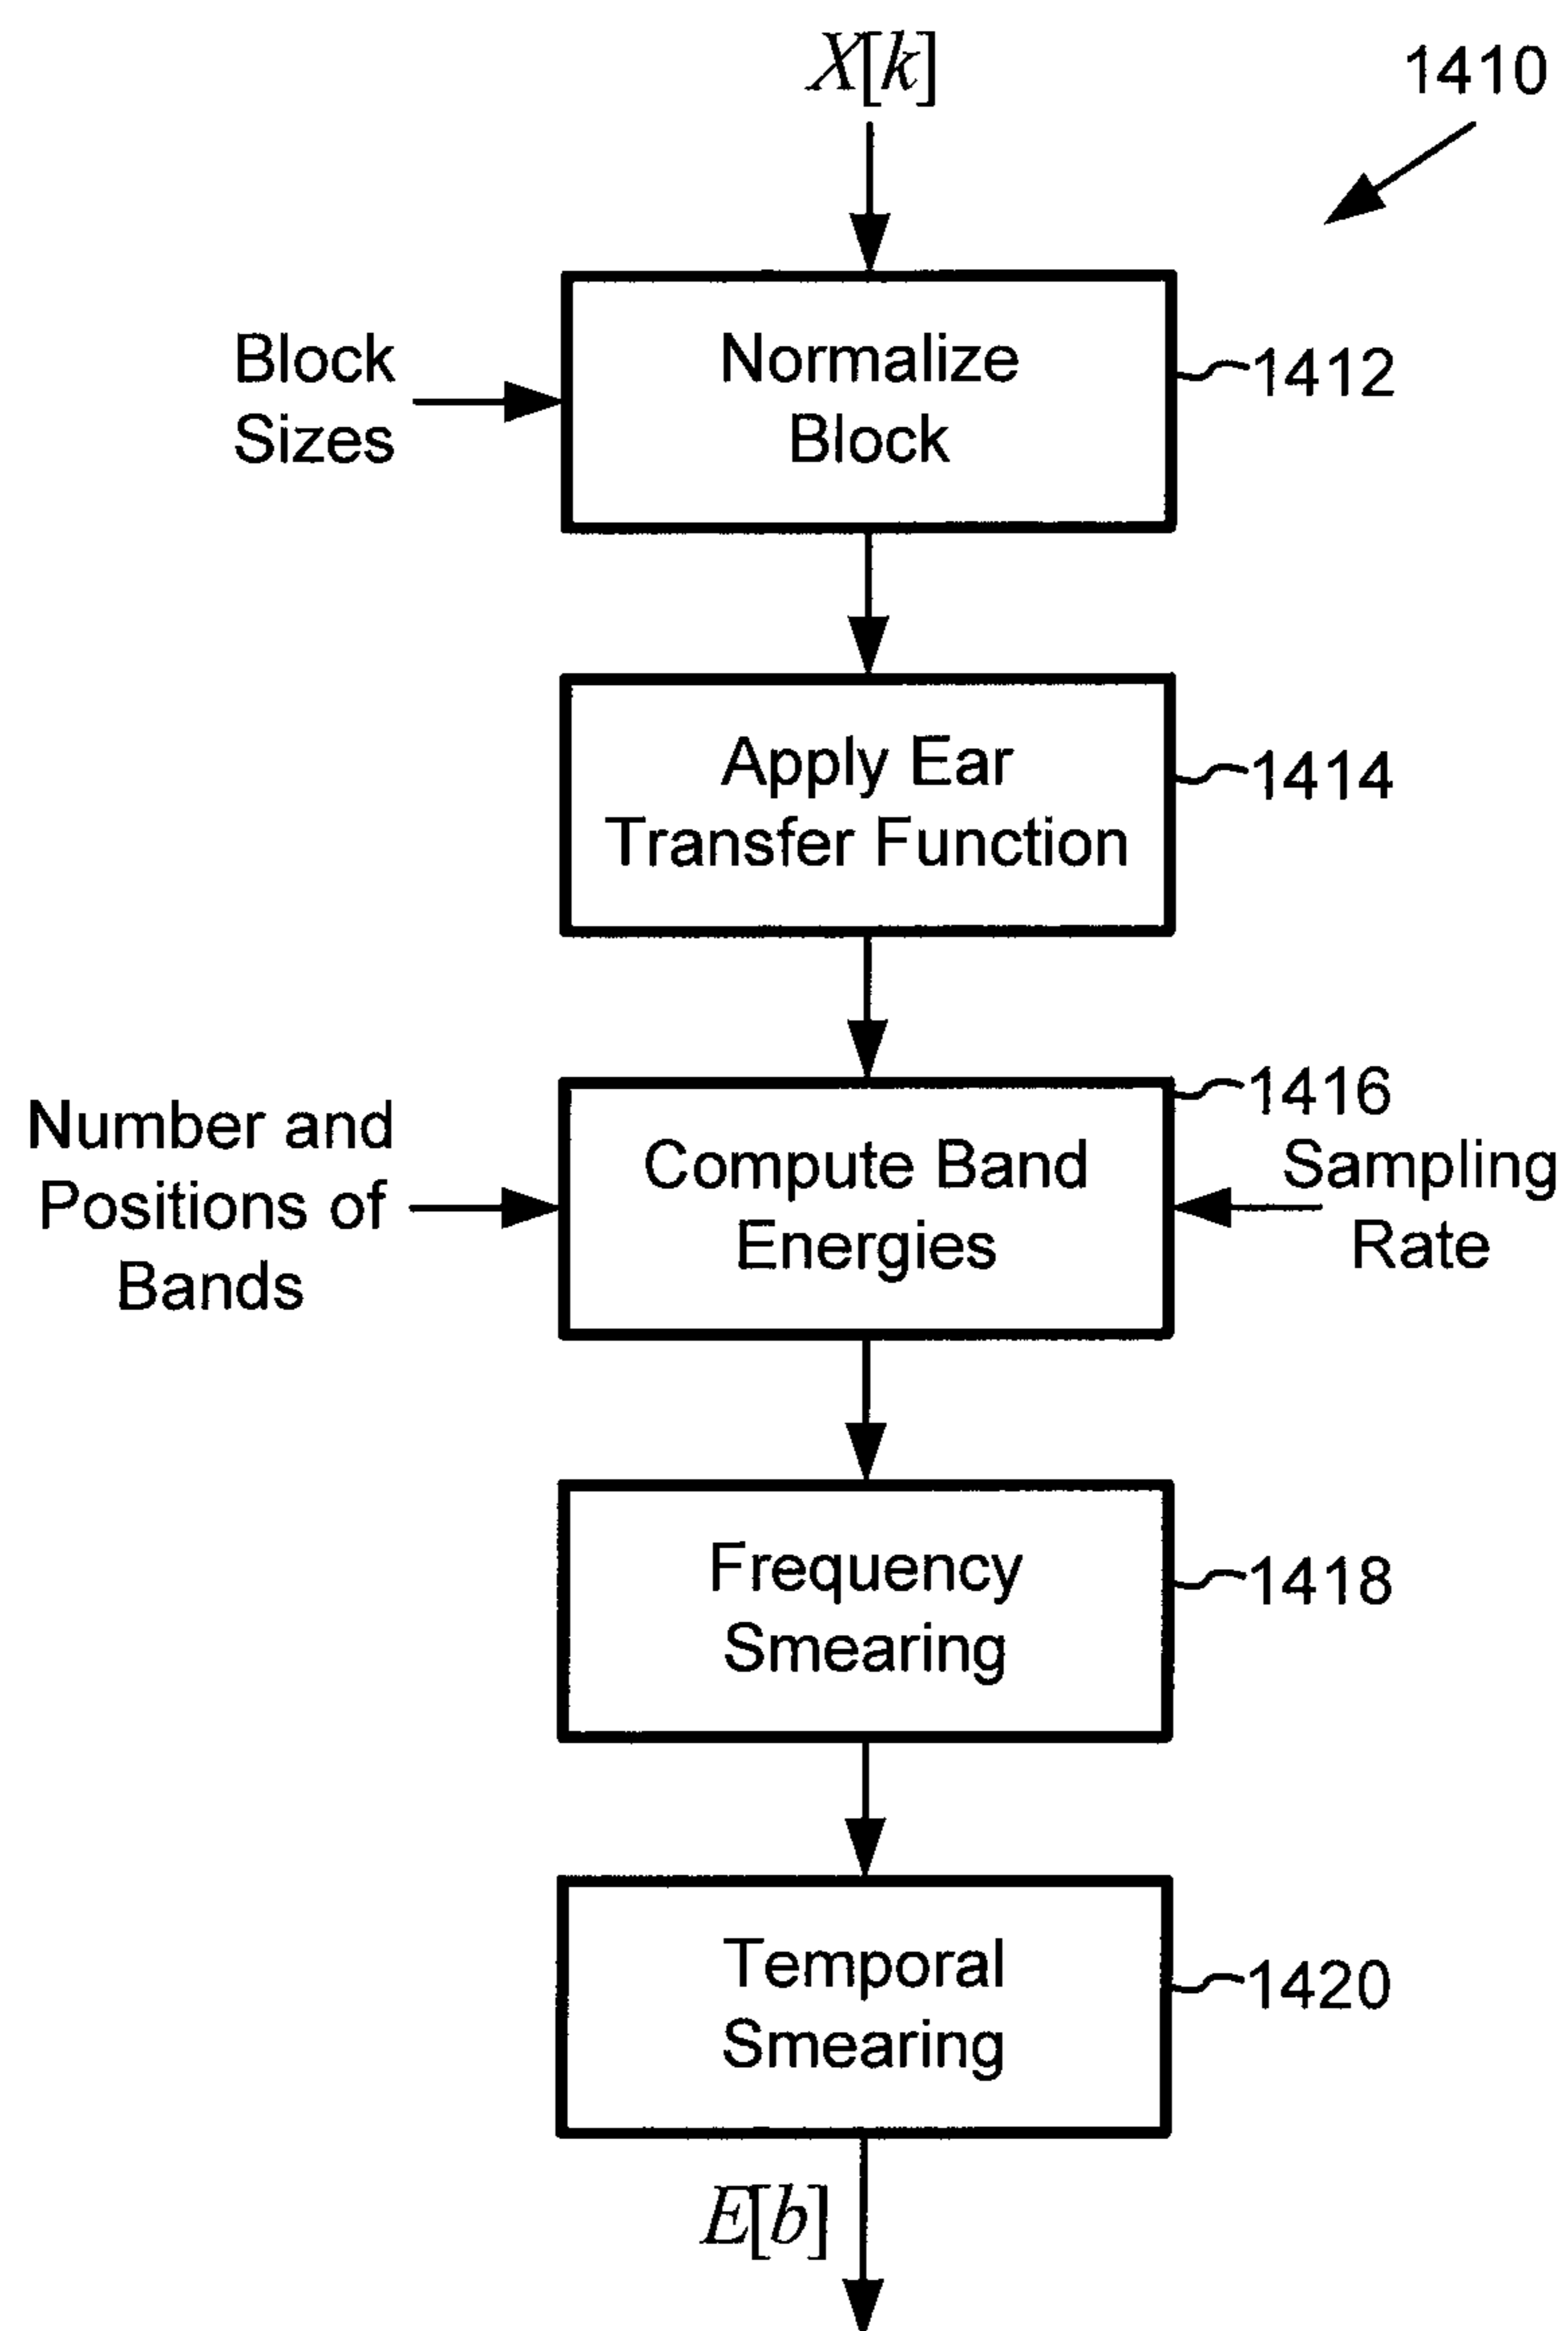 X[k]
1410
Block
Sizes
Normalize
Block
1412
Apply Ear
Transfer Function
1414
Number and
Positions of
Bands
Compute Band
Energies
1416
Sampling
Rate
Frequency
Smearing
1418
Temporal
Smearing
1420
E[b]